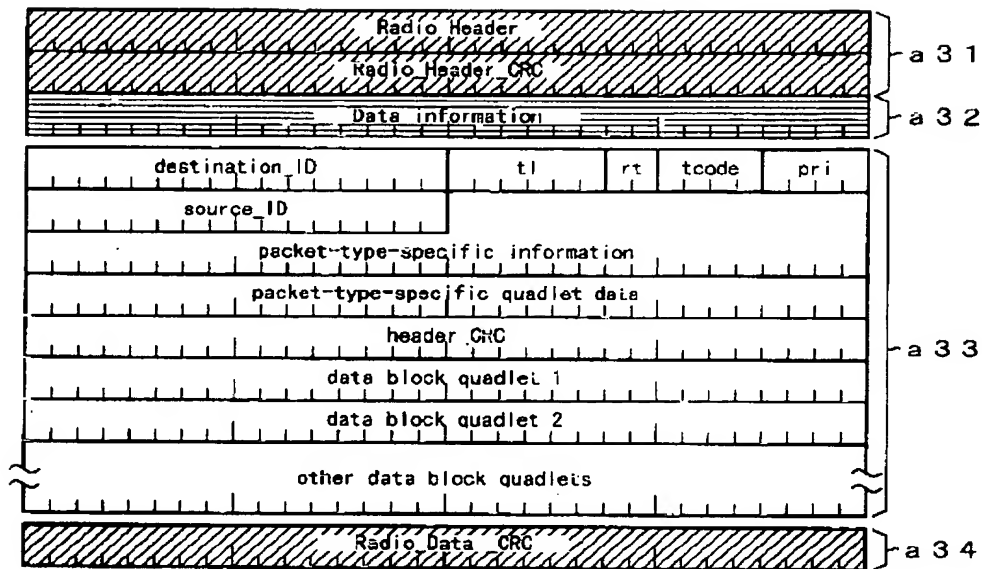 Radio Header
Radio_Header_CRC
a 3 1
Data information
a 3 2
destination_ID tl rt tcode pri
source_ID
packet-type-specific information
packet-type-spscific quadlet data
header CRC
a 3 3
data block quadlet 1
data block quadlet 2
other data block quadlets
Radio_Data_CRC
a 3 4